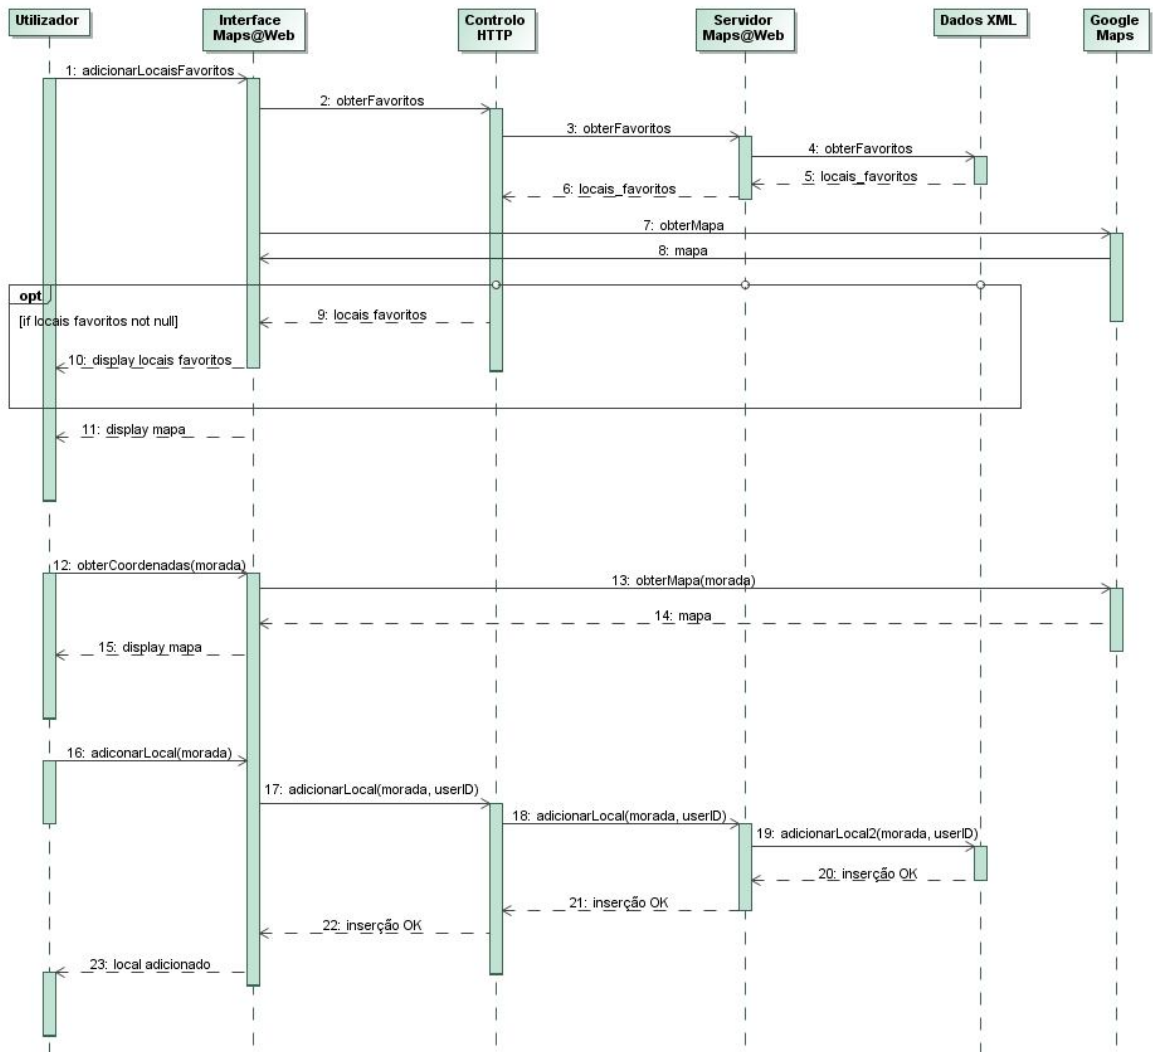 Utilizador
Interface
Maps@Web
Controlo
HTTP
Servidor
Maps@Web
Dados XML
Google
Maps
1: adicionarLocaisFavoritos
2: obterFavoritos
3: obterFavoritos
4: obterFavoritos
5: locais_favoritos
6: locais_favoritos
7: obterMapa
8: mapa
opt
[if locais favoritos not null]
9: locais favoritos
10: display locais favoritos
11: display mapa
12: obterCoordenadas(morada)
13: obterMapa(morada)
14: mapa
15: display mapa
16: adiconarLocal(morada)
17: adicionarLocal(morada, userID)
18: adicionarLocal(morada, userID)
19: adicionarLocal2(morada, userID)
20: inserção OK
21: inserção OK
22: inserção OK
23: local adicionado